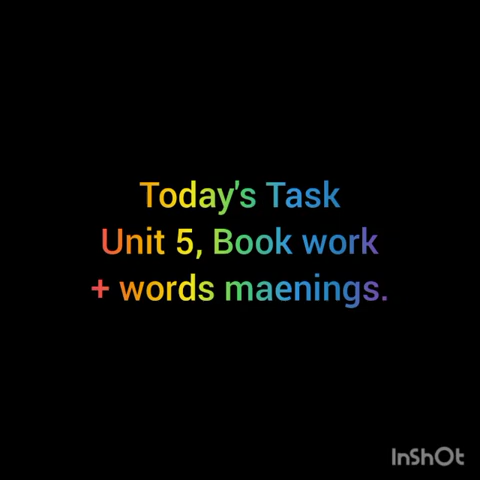 Today's Task
Unit 5, Book work
+ words maenings.
InShOt